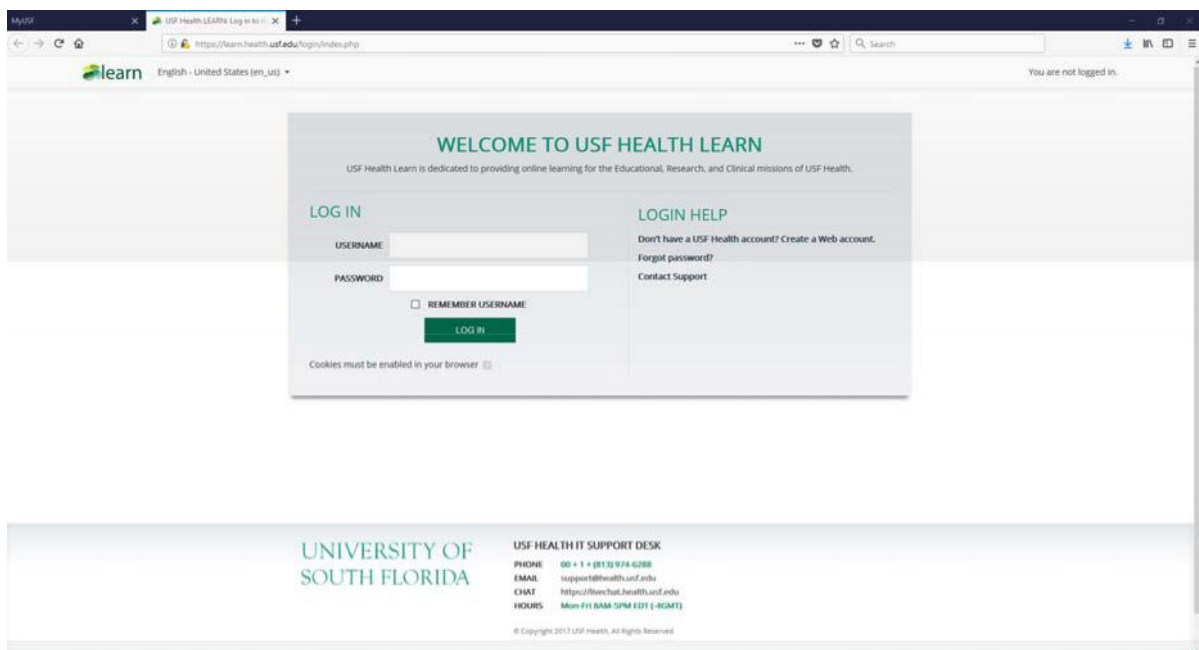 MyUSF
USF Health LEARN: Log in to t
https://learn.health.usf.edu/login/index.php
Search
learn
English - United States (en_us)
You are not logged in.
WELCOME TO USF HEALTH LEARN
USF Health Learn is dedicated to providing online learning for the Educational, Research, and Clinical missions of USF Health.
LOG IN
USERNAME
PASSWORD
REMEMBER USERNAME
LOG IN
Cookies must be enabled in your browser
LOGIN HELP
Don't have a USF Health account? Create a Web account.
Forgot password?
Contact Support
UNIVERSITY OF
SOUTH FLORIDA
USF HEALTH IT SUPPORT DESK
PHONE 00 + 1 + (813) 974-6288
EMAIL support@health.usf.edu
CHAT https://livechat.health.usf.edu
HOURS Mon-Fri 8AM-5PM EDT (-4GMT)
© Copyright 2017 USF Health, All Rights Reserved